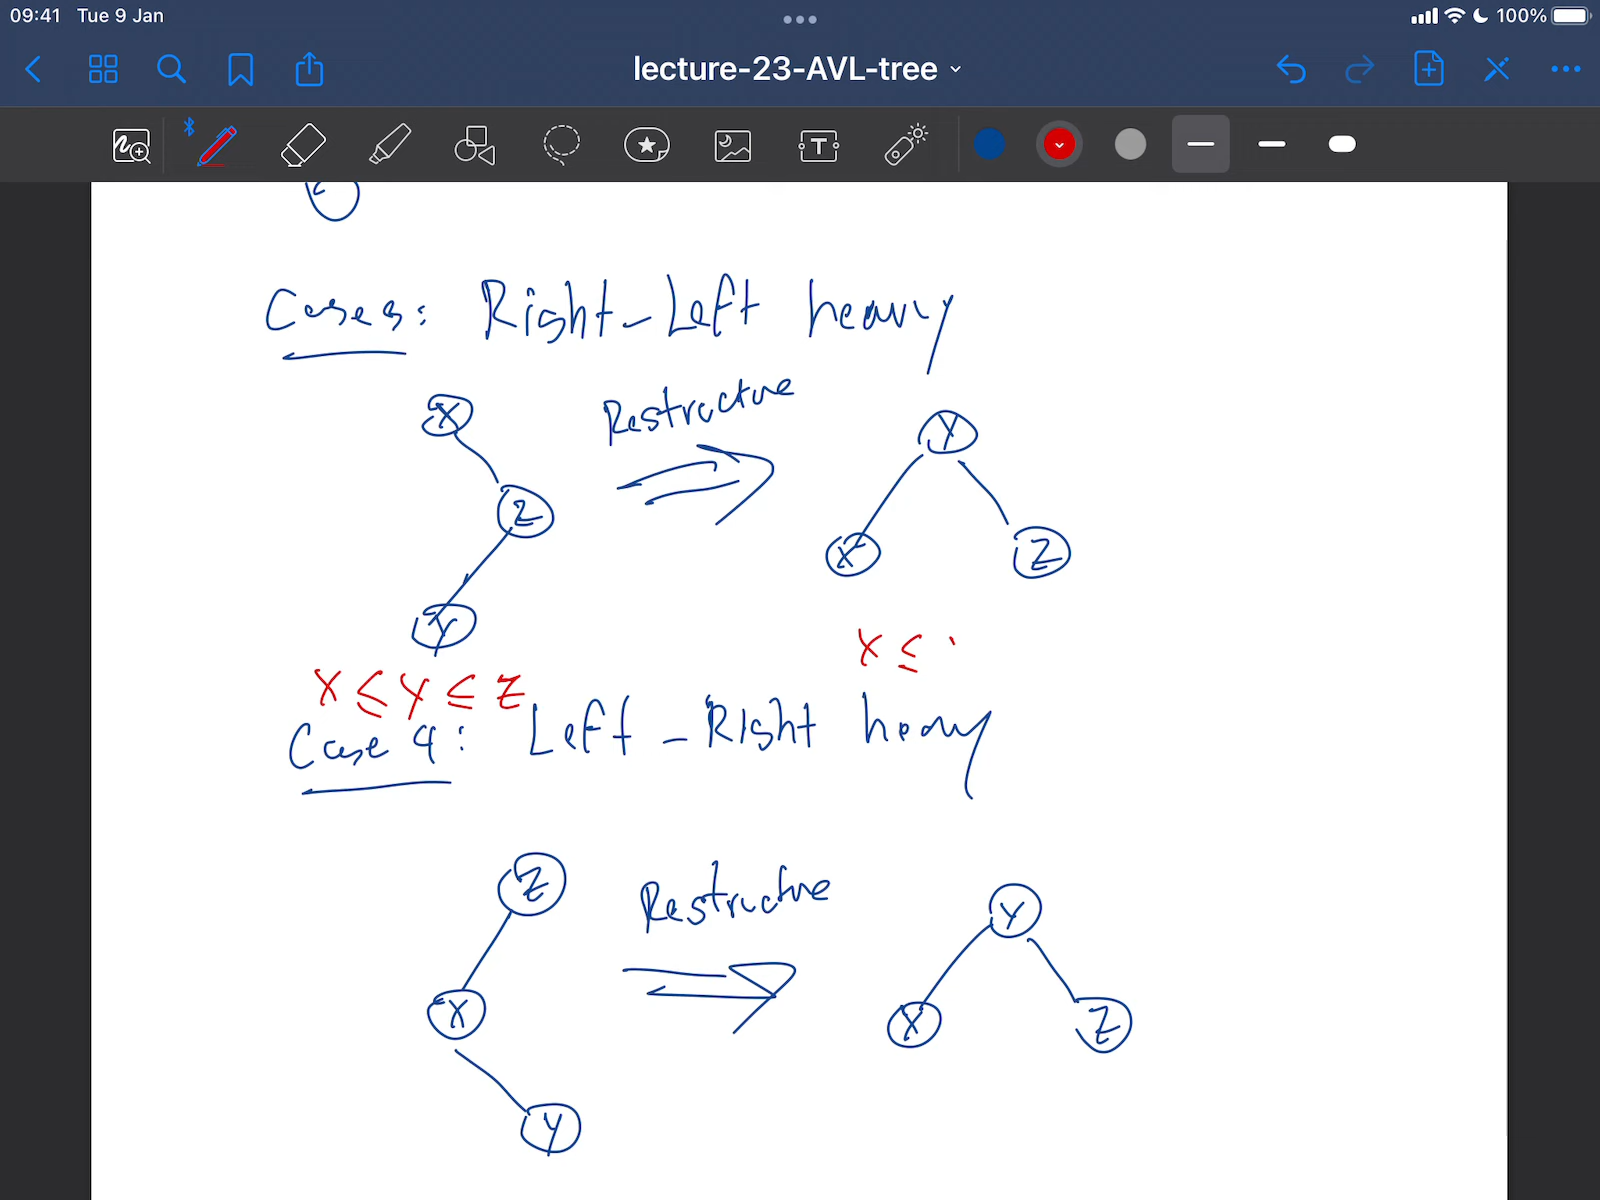 09:41 Tue 9 Jan
100%
lecture-23-AVL-tree
T
Case 3: Right-Left heavy
Restructure
X
Y
Z
X
Z
Y
X ≤
X ≤ Y ≤ Z
Case 4: Left-Right heavy
Z
Restructure
Y
X
X
Z
Y